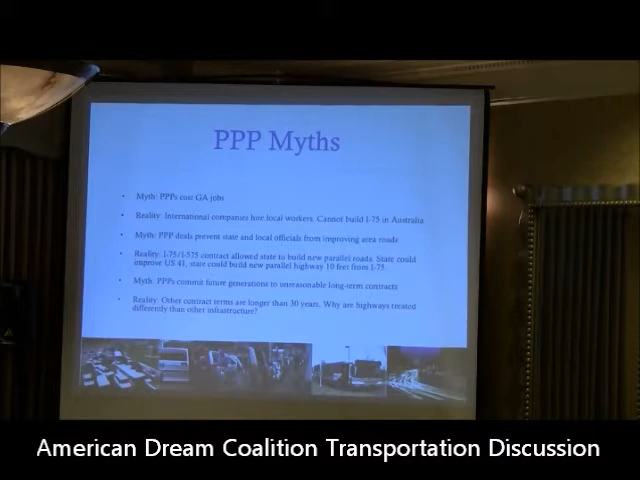 PPP Myths
• Myth: PPPs cost GA jobs
• Reality: International companies hire local workers. Cannot build I-75 in Australia
• Myth: PPP deals prevent state and local officials from improving area roads
• Reality: I-75/I-575 contract allowed state to build new parallel roads. State could
improve US 41, state could build new parallel highway 10 feet from I-75.
• Myth: PPPs commit future generations to unreasonable long-term contracts
• Reality: Other contract terms are longer than 30 years. Why are highways treated
differently than other infrastructure?
American Dream Coalition Transportation Discussion